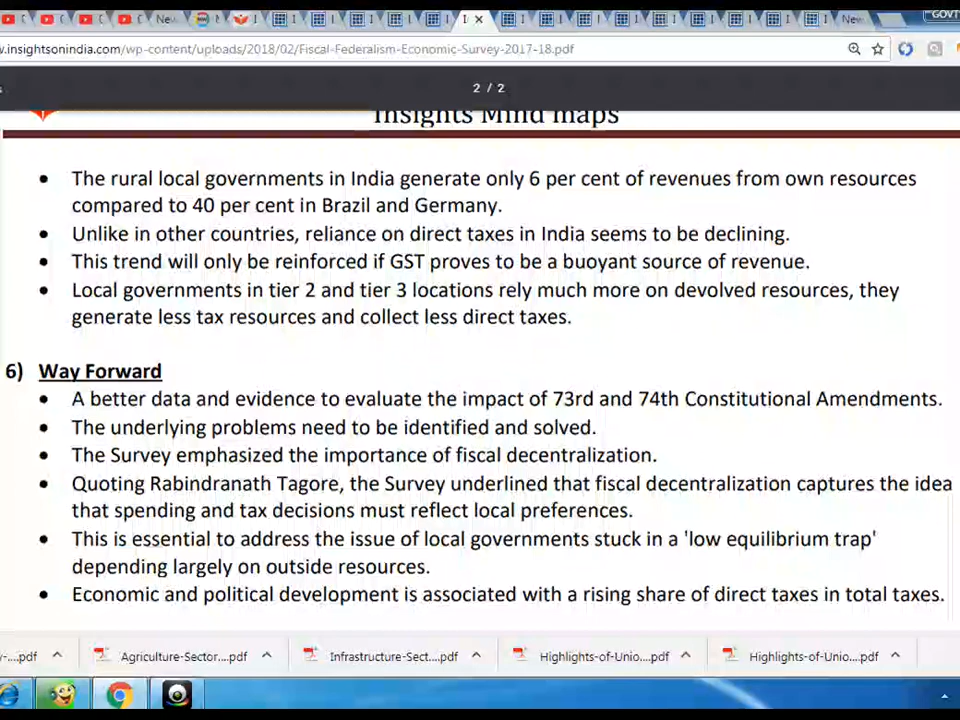 New
New
GOVT
w.insightsonindia.com/wp-content/uploads/2018/02/Fiscal-Federalism-Economic-Survey-2017-18.pdf
2 / 2
Insights Mind maps
• The rural local governments in India generate only 6 per cent of revenues from own resources
compared to 40 per cent in Brazil and Germany.
• Unlike in other countries, reliance on direct taxes in India seems to be declining.
• This trend will only be reinforced if GST proves to be a buoyant source of revenue.
• Local governments in tier 2 and tier 3 locations rely much more on devolved resources, they
generate less tax resources and collect less direct taxes.
6) Way Forward
• A better data and evidence to evaluate the impact of 73rd and 74th Constitutional Amendments.
• The underlying problems need to be identified and solved.
• The Survey emphasized the importance of fiscal decentralization.
• Quoting Rabindranath Tagore, the Survey underlined that fiscal decentralization captures the idea
that spending and tax decisions must reflect local preferences.
• This is essential to address the issue of local governments stuck in a 'low equilibrium trap'
depending largely on outside resources.
• Economic and political development is associated with a rising share of direct taxes in total taxes.
y-....pdf
Agriculture-Sector....pdf
Infrastructure-Sect....pdf
Highlights-of-Unio....pdf
Highlights-of-Unio....pdf